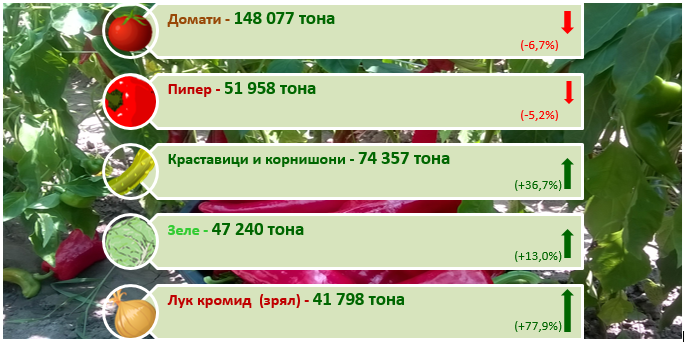 Домати - 148 077 тона
(-6,7%)
Пипер - 51 958 тона
(-5,2%)
Краставици и корнишони - 74 357 тона
(+36,7%)
Зеле - 47 240 тона
(+13,0%)
Лук кромид (зрял) - 41 798 тона
(+77,9%)